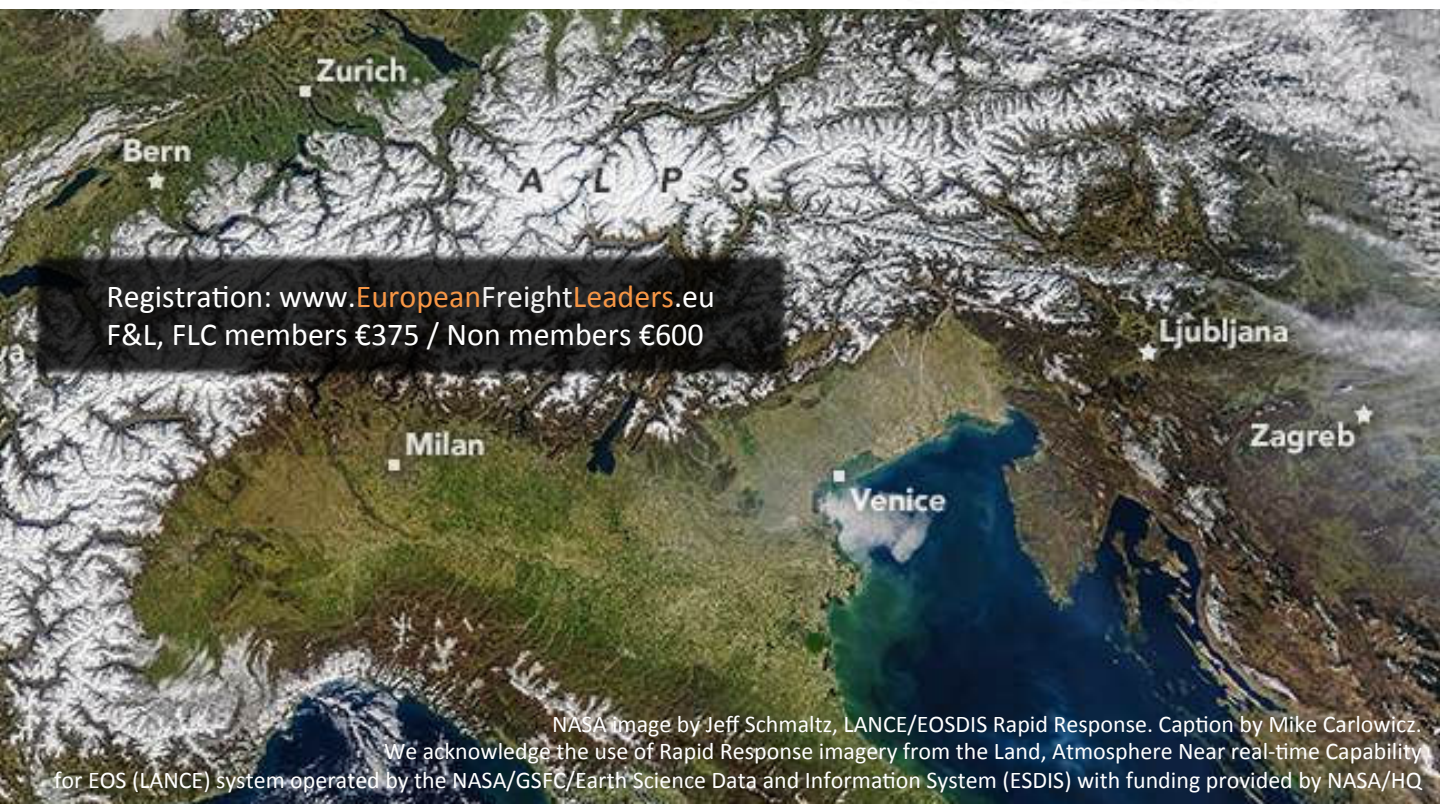 Zurich
Bern
A L P S
Registration: www.EuropeanFreightLeaders.eu
F&L, FLC members €375 / Non members €600
va
Ljubljana
Zagreb
Milan
Venice
NASA image by Jeff Schmaltz, LANCE/EOSDIS Rapid Response. Caption by Mike Carlowicz.
We acknowledge the use of Rapid Response imagery from the Land, Atmosphere Near real-time Capability
for EOS (LANCE) system operated by the NASA/GSFC/Earth Science Data and Information System (ESDIS) with funding provided by NASA/HQ